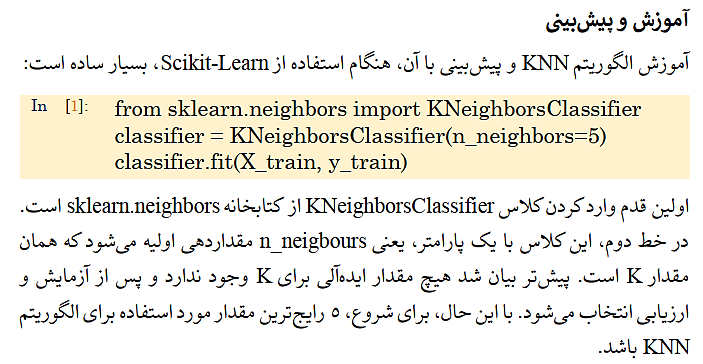 آموزش و پیش‌بینی
آموزش الگوریتم KNN و پیش‌بینی با آن، هنگام استفاده از Scikit-Learn، بسیار ساده است:
In [1]: from sklearn.neighbors import KNeighborsClassifier
classifier = KNeighborsClassifier(n_neighbors=5)
classifier.fit(X_train, y_train)
اولین قدم وارد کردن کلاس KNeighborsClassifier از کتابخانه sklearn.neighbors است.
در خط دوم، این کلاس با یک پارامتر، یعنی n_neigbours مقداردهی اولیه می‌شود که همان
مقدار K است. پیش‌تر بیان شد هیچ مقدار ایده‌آلی برای K وجود ندارد و پس از آزمایش و
ارزیابی انتخاب می‌شود. با این حال، برای شروع، ۵ رایج‌ترین مقدار مورد استفاده برای الگوریتم
KNN باشد.